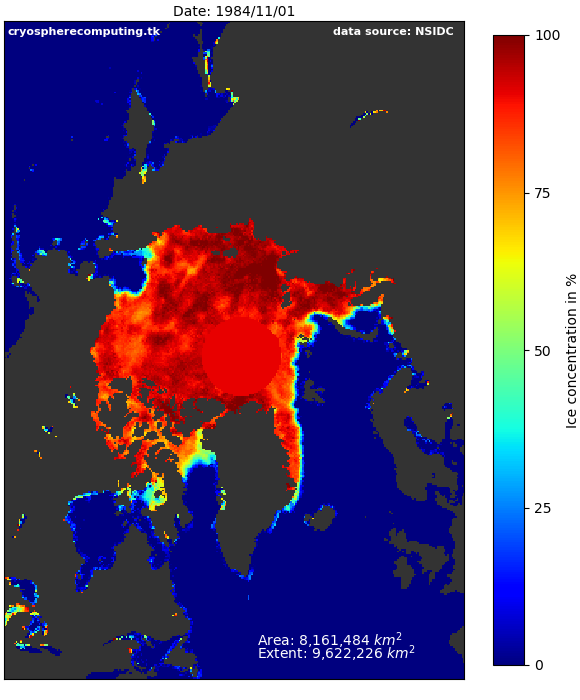 Date: 1984/11/01
cryospherecomputing.tk
data source: NSIDC
100
75
50
25
0
Ice concentration in %
Area: 8,161,484 km²
Extent: 9,622,226 km²